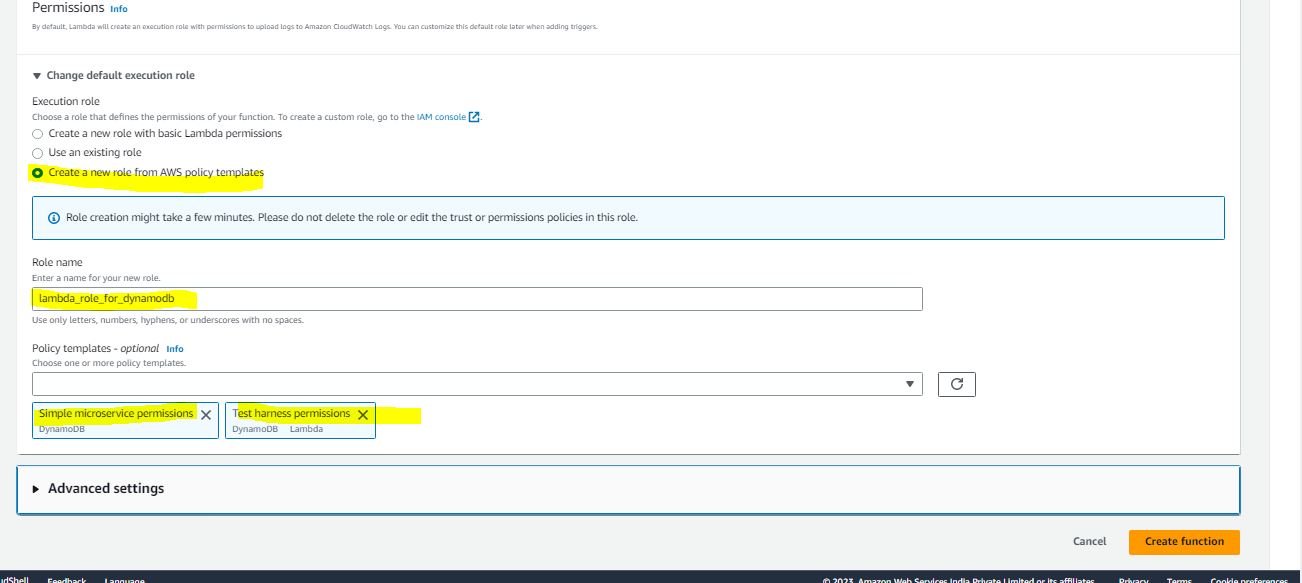 Permissions Info
By default, Lambda will create an execution role with permissions to upload logs to Amazon CloudWatch Logs. You can customize this default role later when adding triggers.
Change default execution role
Execution role
Choose a role that defines the permissions of your function. To create a custom role, go to the IAM console.
Create a new role with basic Lambda permissions
Use an existing role
Create a new role from AWS policy templates
Role creation might take a few minutes. Please do not delete the role or edit the trust or permissions policies in this role.
Role name
Enter a name for your new role.
lambda_role_for_dynamodb
Use only letters, numbers, hyphens, or underscores with no spaces.
Policy templates - optional Info
Choose one or more policy templates.
Simple microservice permissions Test harness permissions
DynamoDB DynamoDB Lambda
Advanced settings
Cancel Create function
udShell Feedback Language © 2023, Amazon Web Services India Private Limited or its affiliates. Privacy Terms Cookie preferences